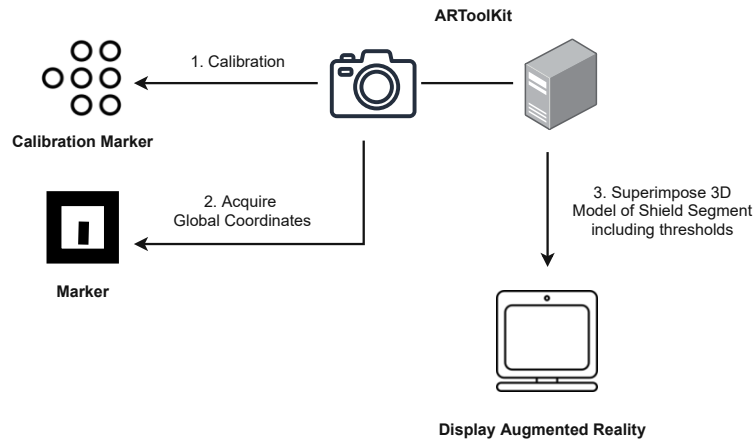 ARToolKit
1. Calibration
Calibration Marker
2. Acquire
Global Coordinates
3. Superimpose 3D
Model of Shield Segment
including thresholds
Marker
Display Augmented Reality